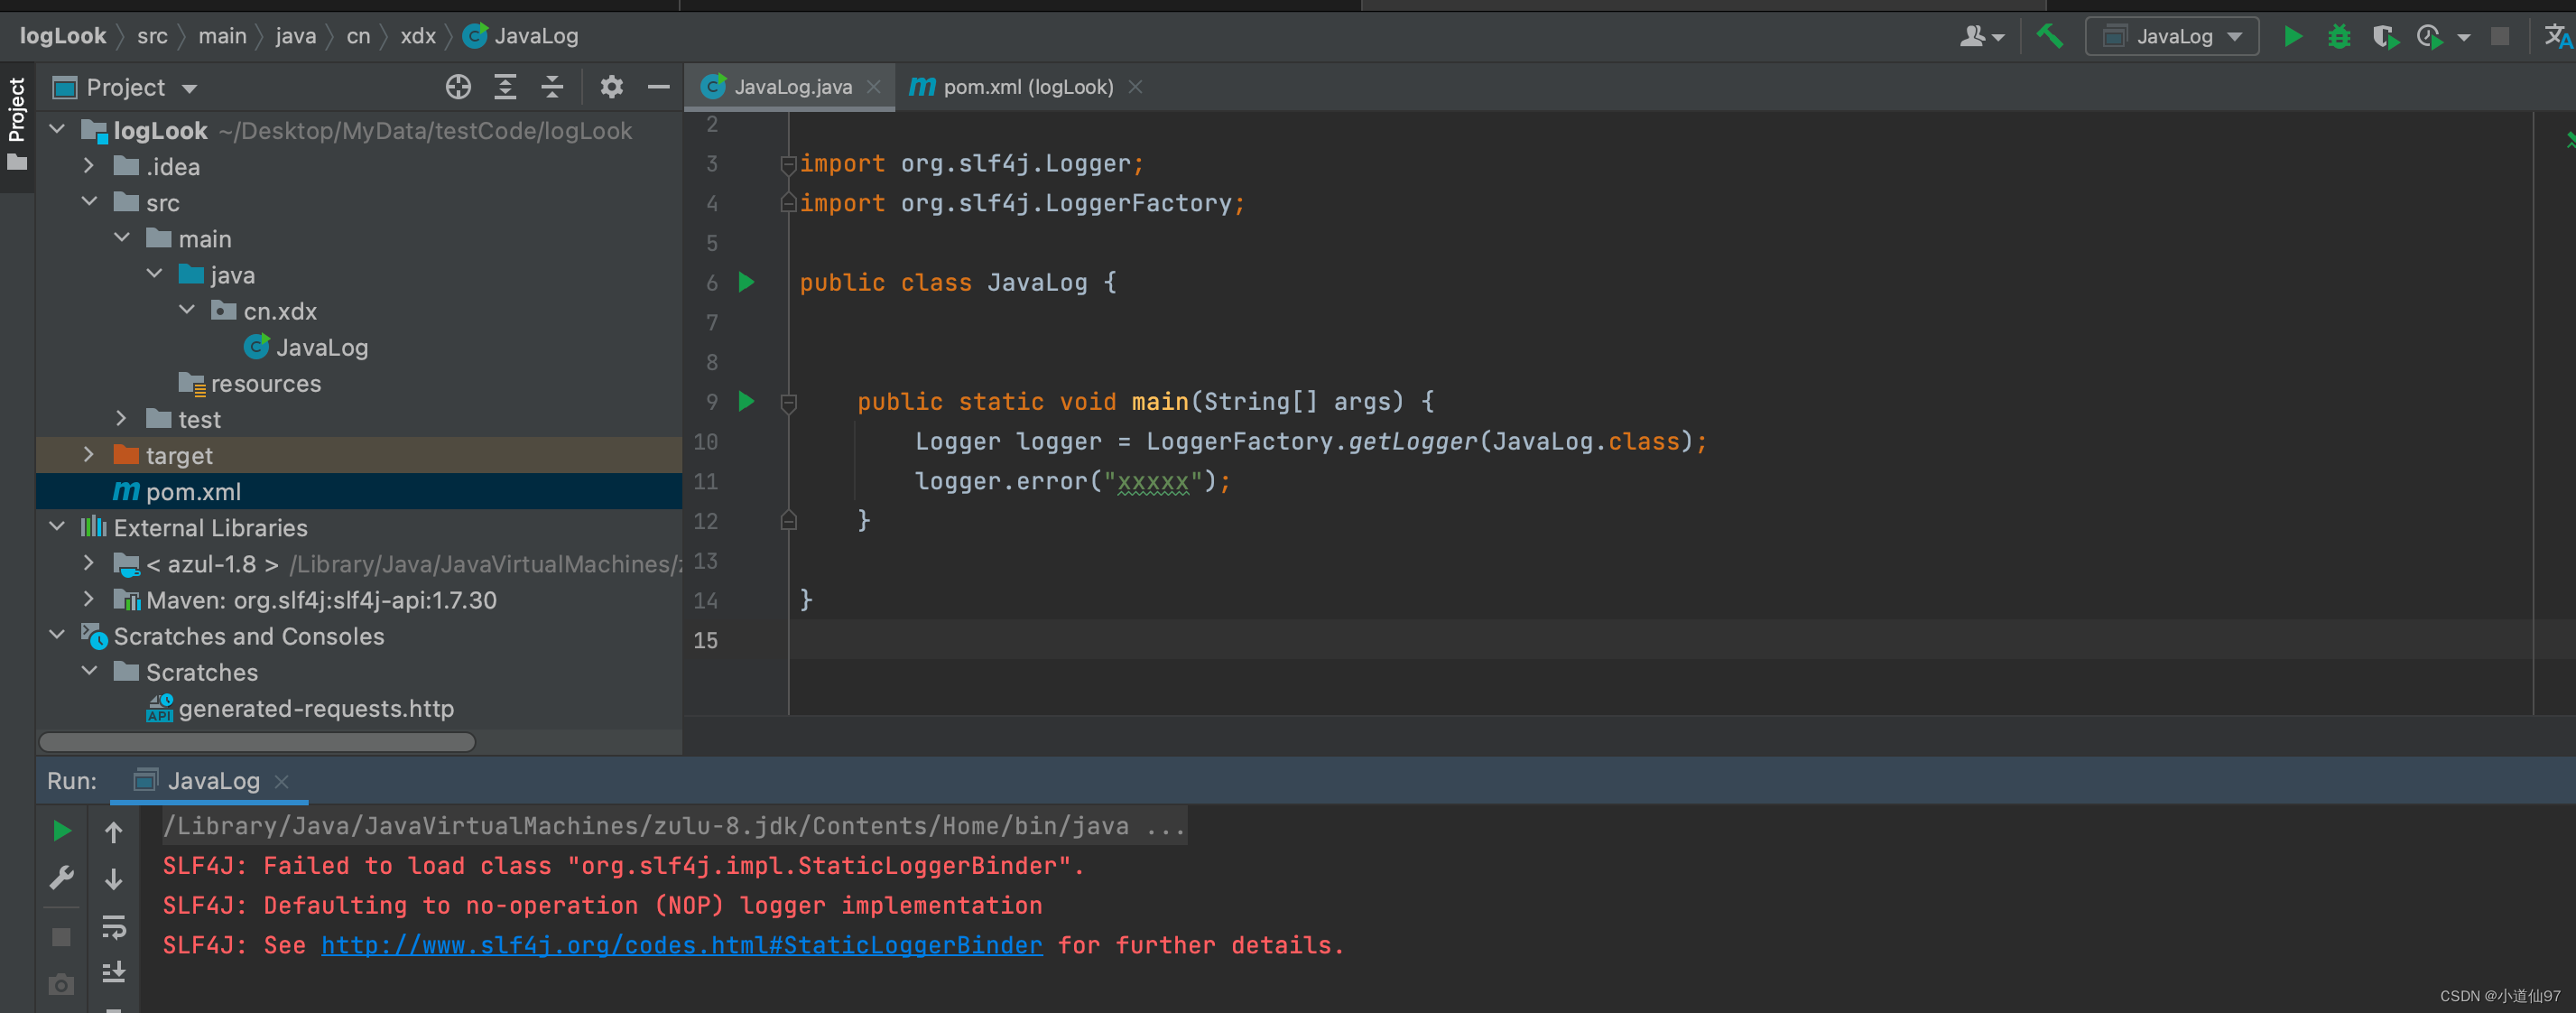 logLook src main java cn xdx JavaLog
JavaLog
Project
Project
JavaLog.java
pom.xml (logLook)
logLook ~/Desktop/MyData/testCode/logLook
.idea
src
main
java
cn.xdx
JavaLog
resources
test
target
pom.xml
External Libraries
< azul-1.8 > /Library/Java/JavaVirtualMachines/
Maven: org.slf4j:slf4j-api:1.7.30
Scratches and Consoles
Scratches
API generated-requests.http
2
3 import org.slf4j.Logger;
4 import org.slf4j.LoggerFactory;
5
6 public class JavaLog {
7
8
9 public static void main(String[] args) {
10 Logger logger = LoggerFactory.getLogger(JavaLog.class);
11 logger.error("xxxxx");
12 }
13
14 }
15
Run: JavaLog
/Library/Java/JavaVirtualMachines/zulu-8.jdk/Contents/Home/bin/java ...
SLF4J: Failed to load class "org.slf4j.impl.StaticLoggerBinder".
SLF4J: Defaulting to no-operation (NOP) logger implementation
SLF4J: See http://www.slf4j.org/codes.html#StaticLoggerBinder for further details.
CSDN @小道仙97